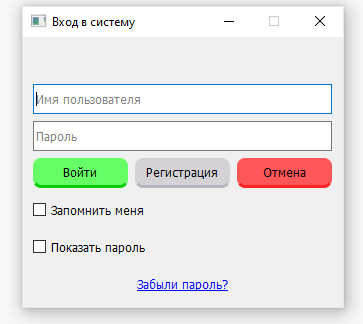 Вход в систему
Имя пользователя
Пароль
Войти Регистрация Отмена
Запомнить меня
Показать пароль
Забыли пароль?